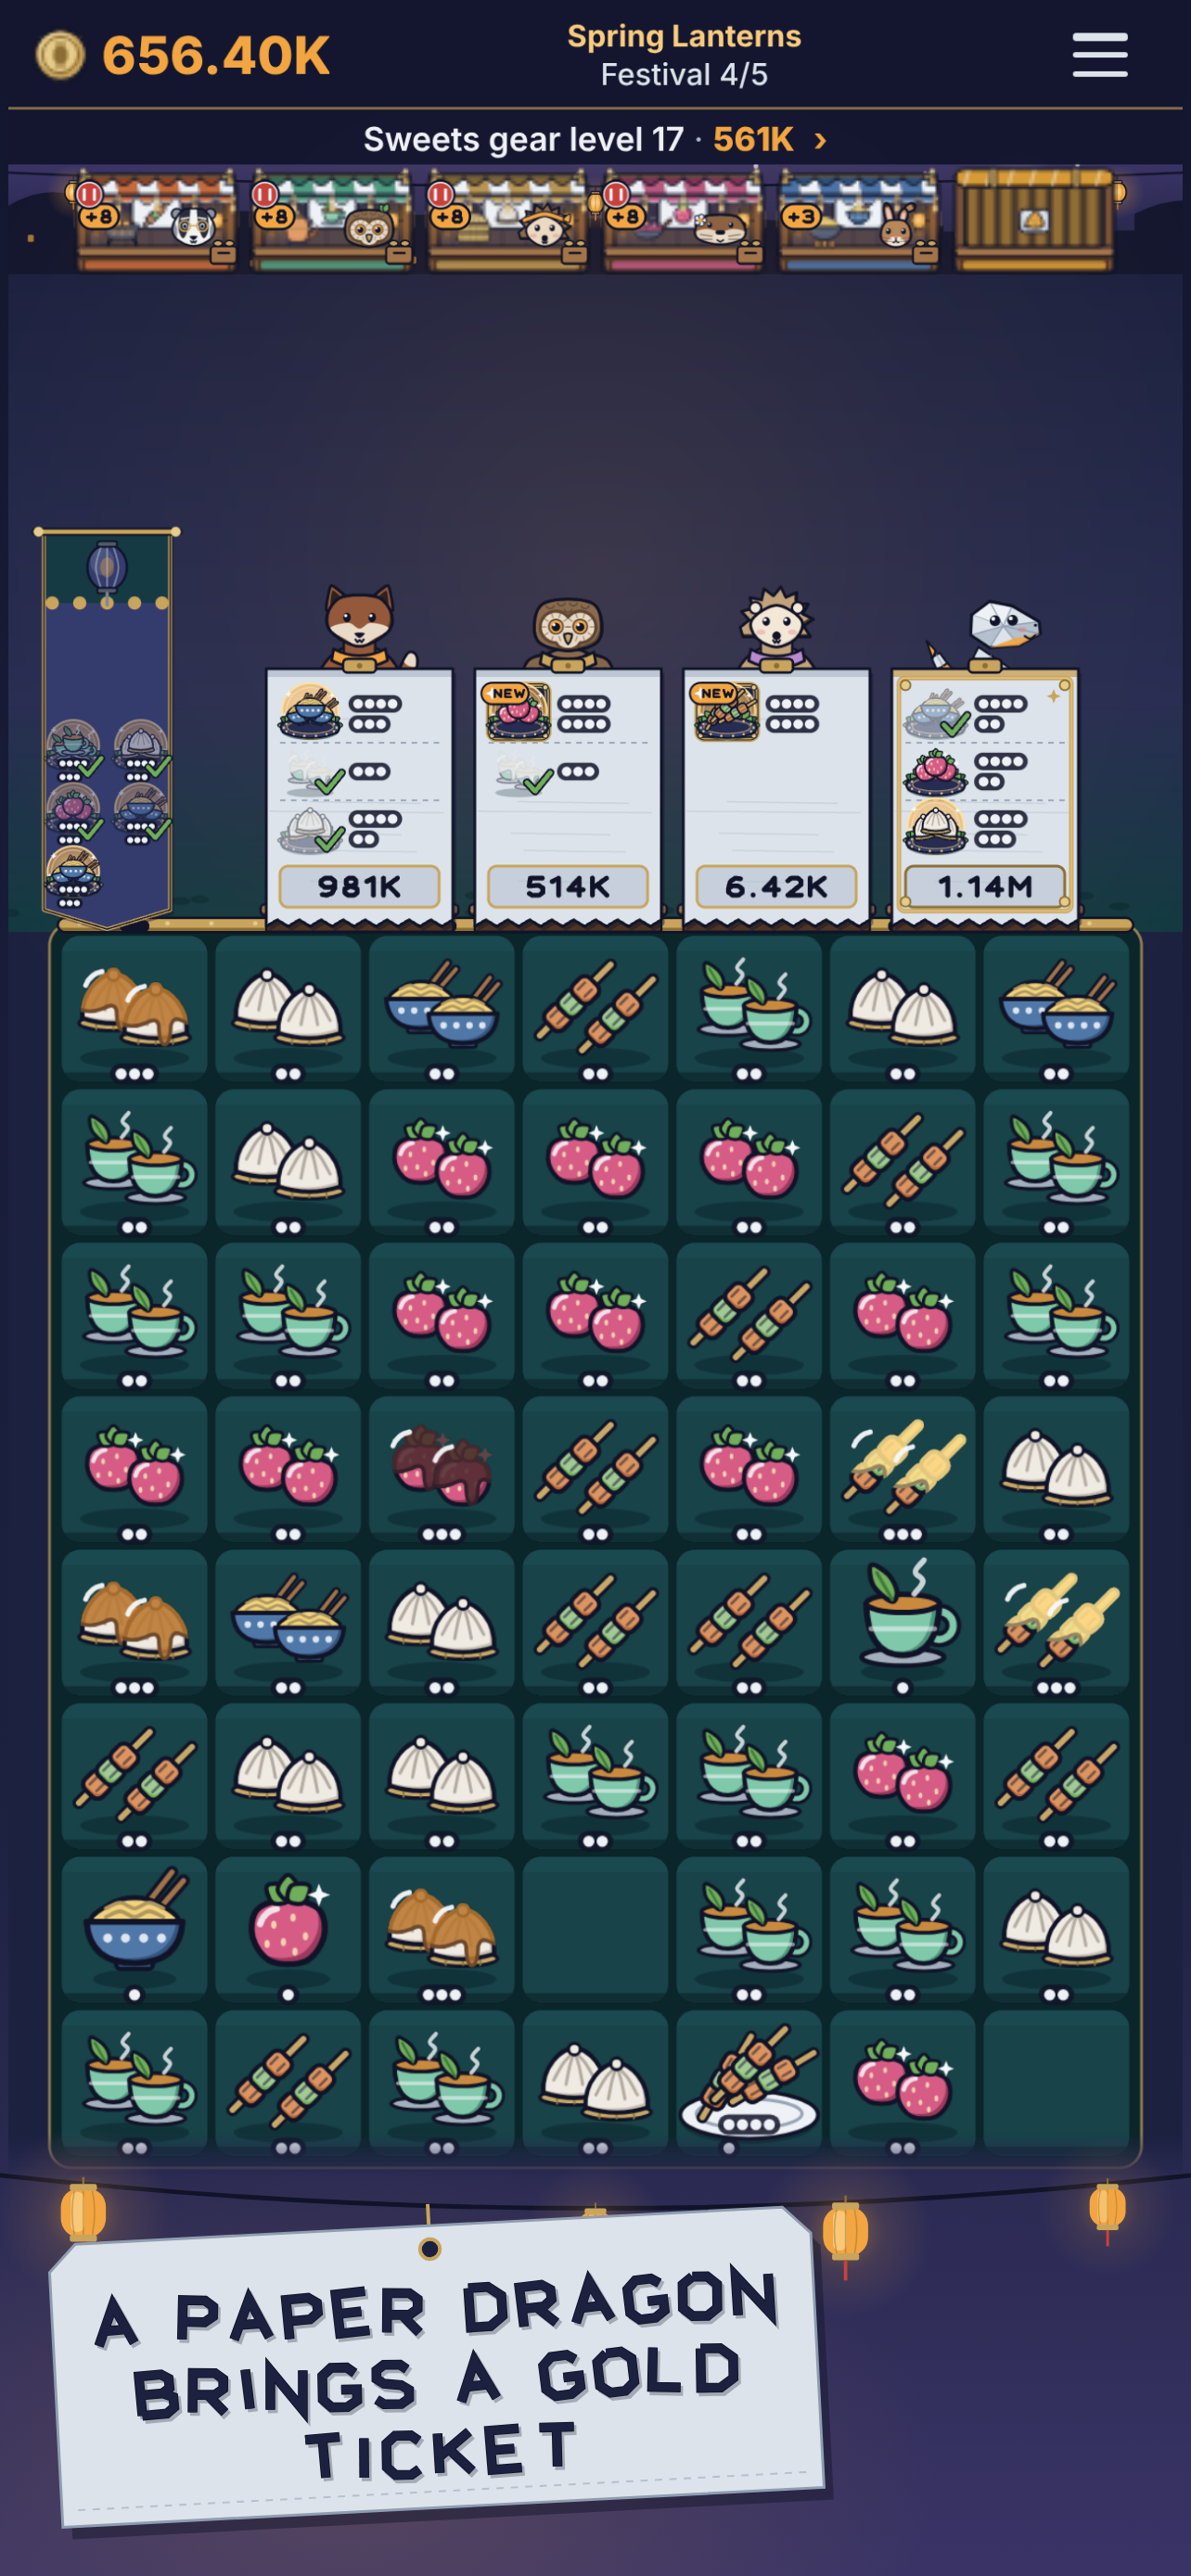 656.40K
Spring Lanterns
Festival 4/5
Sweets gear level 17 · 561K ›
+8
+8
+8
+8
+3
NEW
NEW
981K
514K
6.42K
1.14M
A PAPER DRAGON
BRINGS A GOLD
TICKET